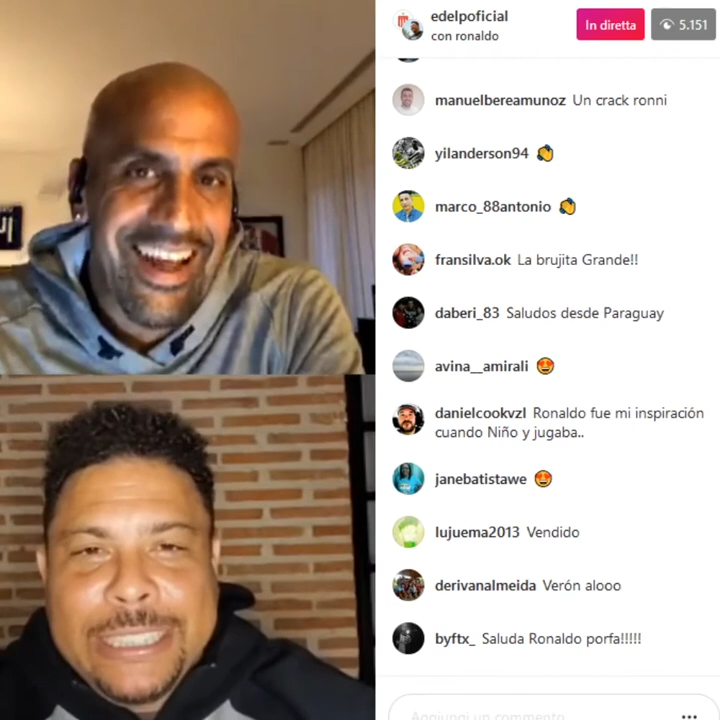 edelpoficial
con ronaldo
In diretta
5.151
manuelbereamunoz Un crack ronni
yilanderson94
marco_88antonio
fransilva.ok La brujita Grande!!
daberi_83 Saludos desde Paraguay
avina__amirali
danielcookvzl Ronaldo fue mi inspiración
cuando Niño y jugaba..
janebatistawe
lujuema2013 Vendido
derivanalmeida Verón alooo
byftx_ Saluda Ronaldo porfa!!!!!
Aggiungi un commento